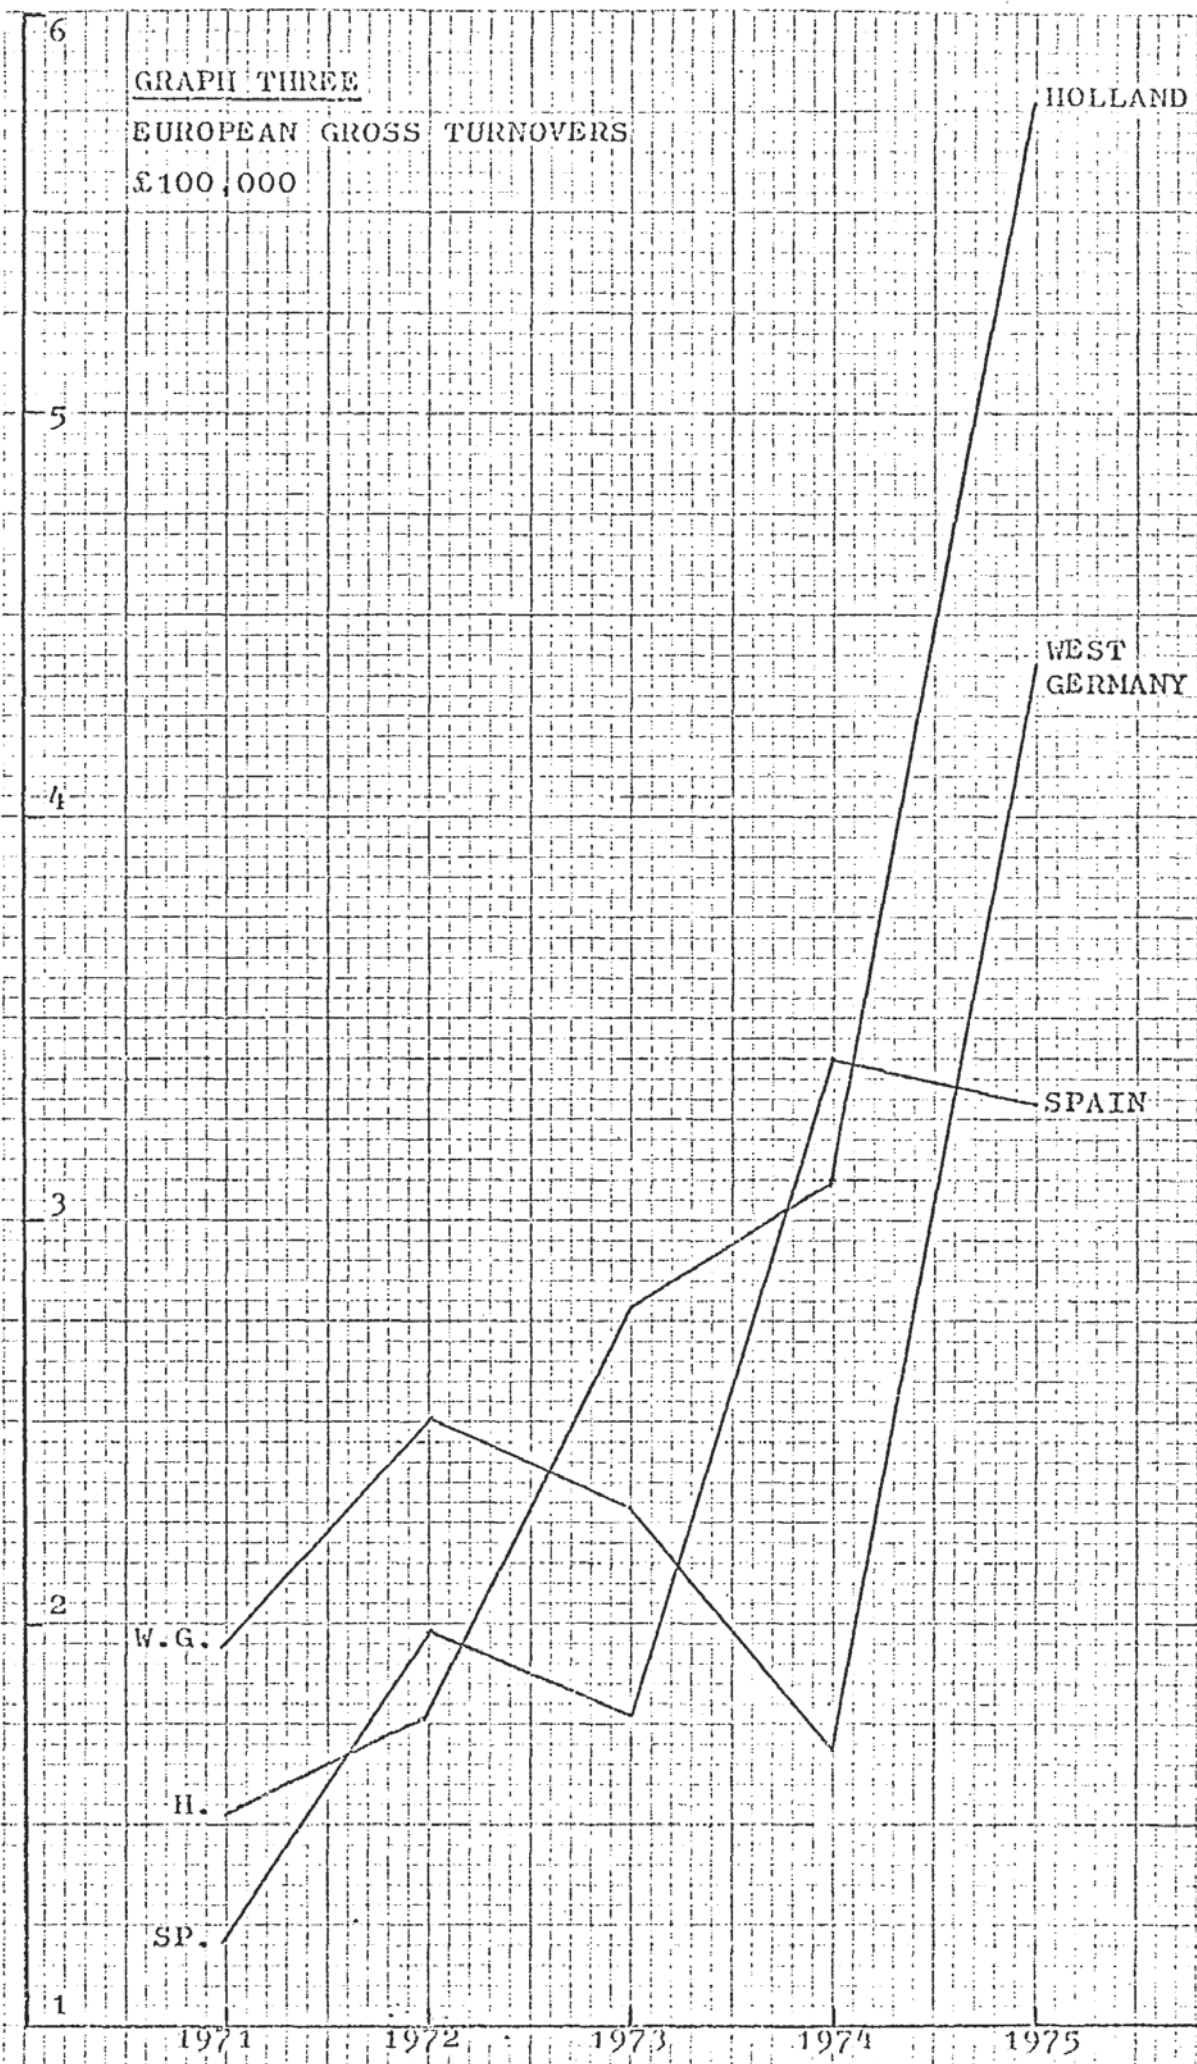 6
GRAPH THREE
EUROPEAN GROSS TURNOVERS
£100,000
HOLLAND
5
WEST
GERMANY
4
SPAIN
3
2
W.G.
H.
SP.
1
1971 1972 1973 1974 1975